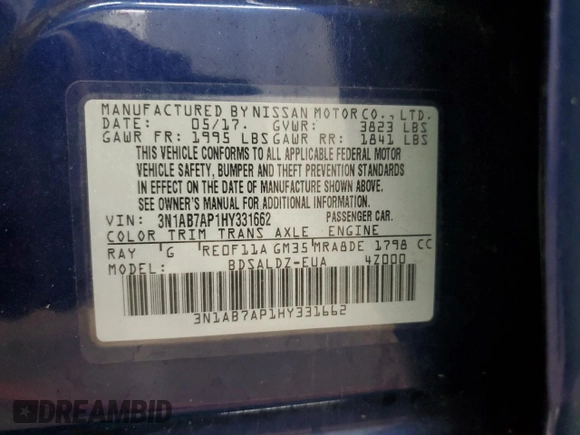 MANUFACTURED BY NISSAN MOTOR CO., LTD.
DATE: 05/17. GVWR: 3823 LBS
GAWR FR: 1995 LBS GAWR RR: 1841 LBS
THIS VEHICLE CONFORMS TO ALL APPLICABLE FEDERAL MOTOR
VEHICLE SAFETY, BUMPER AND THEFT PREVENTION STANDARDS
IN EFFECT ON THE DATE OF MANUFACTURE SHOWN ABOVE.
SEE OWNER'S MANUAL FOR ADDITIONAL INFORMATION.
VIN: 3N1AB7AP1HY331662 PASSENGER CAR.
COLOR TRIM TRANS AXLE ENGINE
RAY G RE0F11A GM35 MRA8DE 1798 CC
MODEL: BDSALDZ-EUA 4Z000
3N1AB7AP1HY331662
DREAMBID